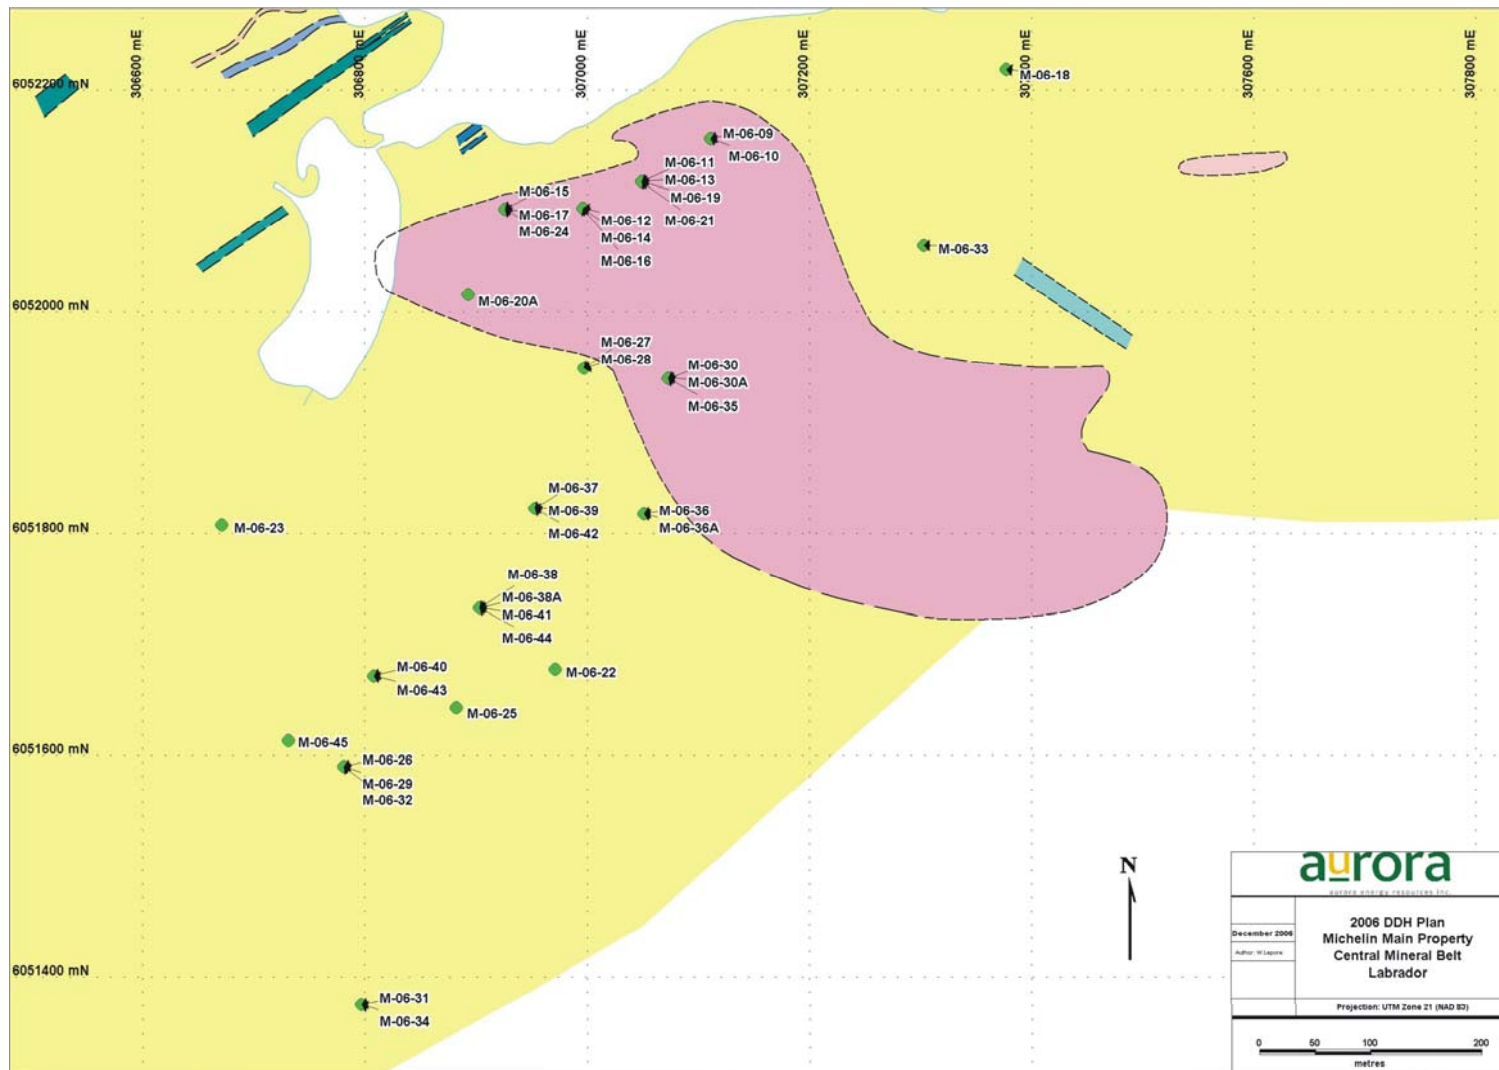 306600 mE
306800 mE
307000 mE
307200 mE
mE
307600 mE
307800 mE
6052200 mN
6052000 mN
6051800 mN
6051600 mN
6051400 mN
M-06-18
M-06-09
M-06-10
M-06-11
M-06-13
M-06-19
M-06-21
M-06-15
M-06-17
M-06-24
M-06-12
M-06-14
M-06-16
M-06-33
M-06-20A
M-06-27
M-06-28
M-06-30
M-06-30A
M-06-35
M-06-37
M-06-39
M-06-42
M-06-36
M-06-36A
M-06-23
M-06-38
M-06-38A
M-06-41
M-06-44
M-06-40
M-06-43
M-06-22
M-06-25
M-06-45
M-06-26
M-06-29
M-06-32
M-06-31
M-06-34
N
aurora
aurora energy resources inc.
December 2006
Author: W.Lepore
2006 DDH Plan
Michelin Main Property
Central Mineral Belt
Labrador
Projection: UTM Zone 21 (NAD 83)
0 50 100 200
metres